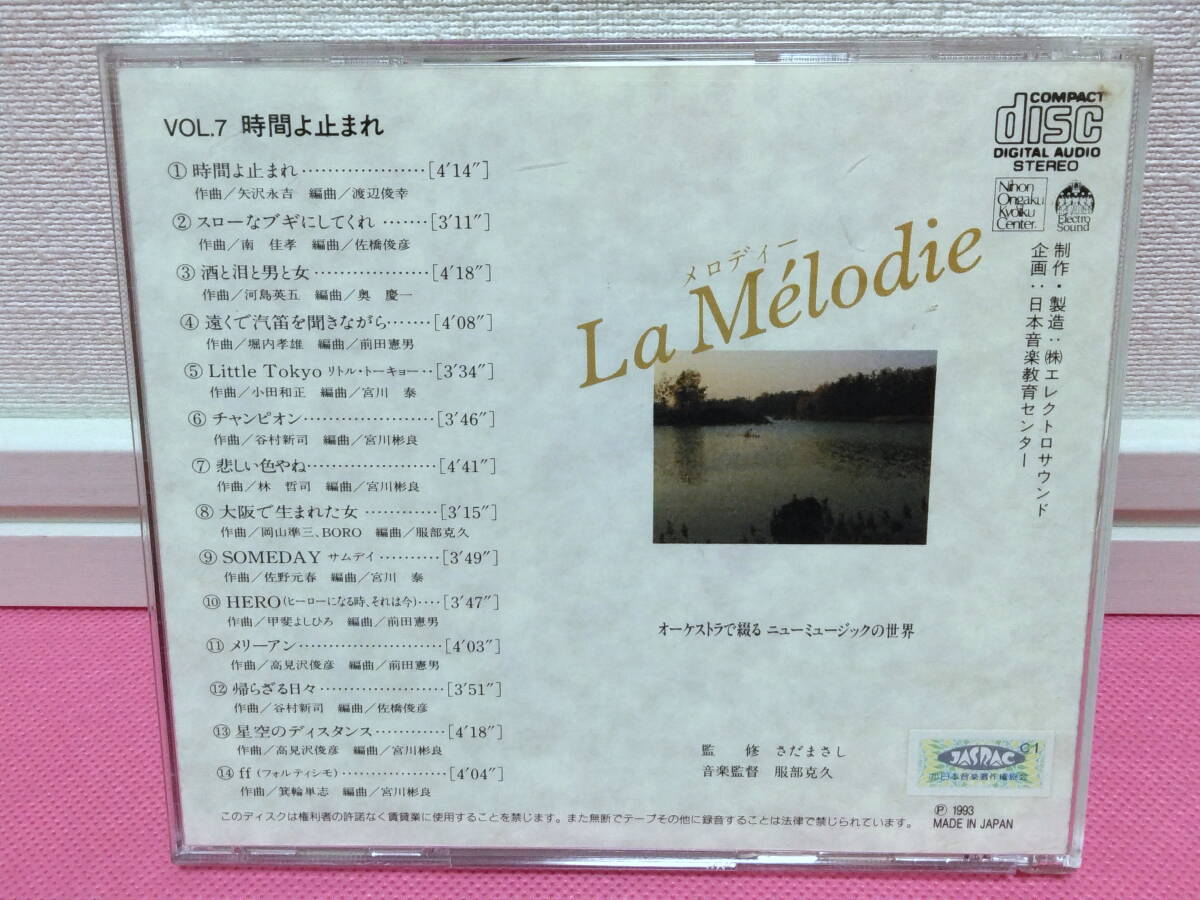 VOL.7 時間よ止まれ
① 時間よ止まれ…………………[4′14″]
作曲／矢沢永吉 編曲／渡辺俊幸
② スローなブギにしてくれ ……[3′11″]
作曲／南 佳孝 編曲／佐橋俊彦
③ 酒と泪と男と女 ………………[4′18″]
作曲／河島英五 編曲／奥 慶一
④ 遠くで汽笛を聞きながら……[4′08″]
作曲／堀内孝雄 編曲／前田憲男
⑤ Little Tokyo リトル・トーキョー‥[3′34″]
作曲／小田和正 編曲／宮川 泰
⑥ チャンピオン …………………[3′46″]
作曲／谷村新司 編曲／宮川彬良
⑦ 悲しい色やね…………………[4′41″]
作曲／林 哲司 編曲／宮川彬良
⑧ 大阪で生まれた女 …………[3′15″]
作曲／岡山準三、BORO 編曲／服部克久
⑨ SOMEDAY サムデイ …………[3′49″]
作曲／佐野元春 編曲／宮川 泰
⑩ HERO(ヒーローになる時、それは今)‥‥[3′47″]
作曲／甲斐よしひろ 編曲／前田憲男
⑪ メリーアン……………………[4′03″]
作曲／高見沢俊彦 編曲／前田憲男
⑫ 帰らざる日々 …………………[3′51″]
作曲／谷村新司 編曲／佐橋俊彦
⑬ 星空のディスタンス…………[4′18″]
作曲／高見沢俊彦 編曲／宮川彬良
⑭ ff (フォルティシモ)………………[4′04″]
作曲／箕輪単志 編曲／宮川彬良
このディスクは権利者の許諾なく賃貸業に使用することを禁じます。また無断でテープその他に録音することは法律で禁じられています。
メロディー
La Mélodie
オーケストラで綴る ニューミュージックの世界
監 修 さだまさし
音楽監督 服部克久
COMPACT
disc
DIGITAL AUDIO
STEREO
Nihon
Ongaku
Kyōiku
Center.
Electro
Sound
制作・製造：㈱エレクトロサウンド
企画：日本音楽教育センター
JASRAC
C1
Ⓟ 1993
MADE IN JAPAN